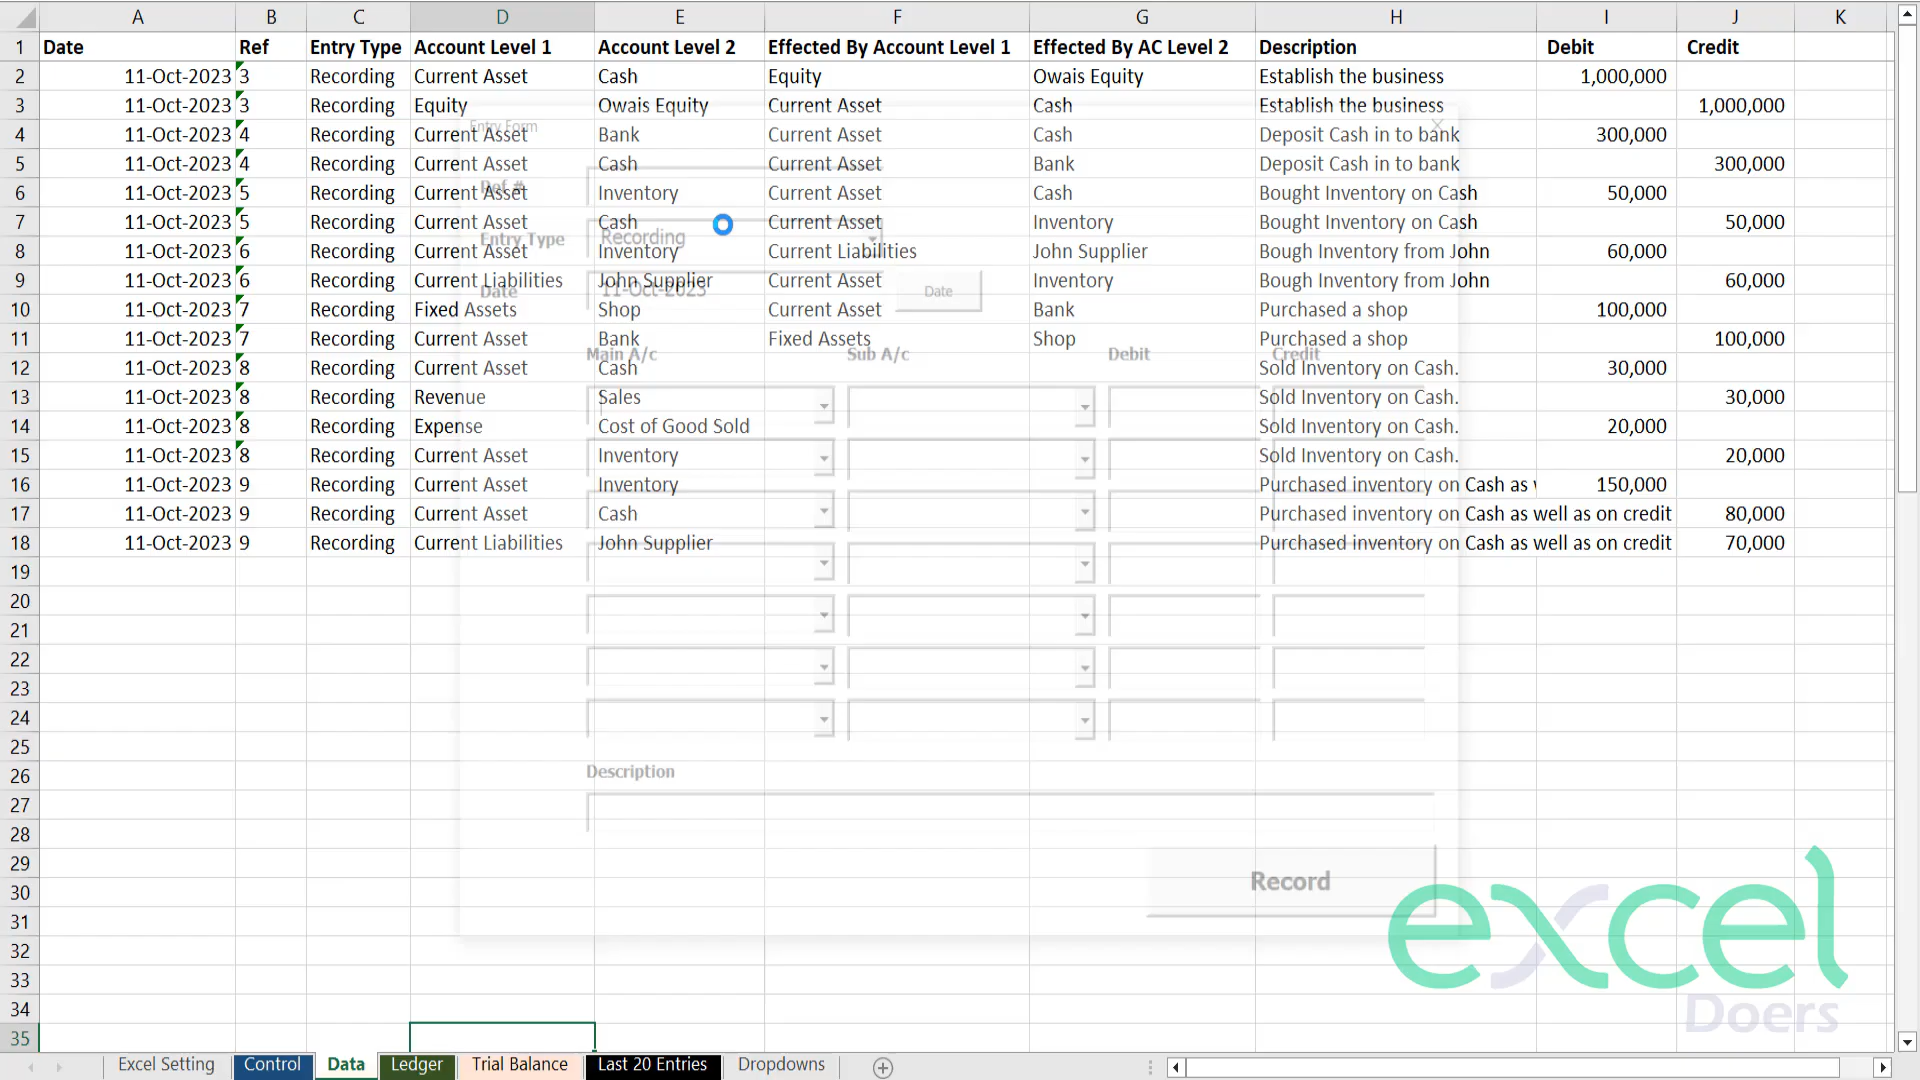 A B C D E F G H I J K
1 Date Ref Entry Type Account Level 1 Account Level 2 Effected By Account Level 1 Effected By AC Level 2 Description Debit Credit
2 11-Oct-2023 3 Recording Current Asset Cash Equity Owais Equity Establish the business 1,000,000
3 11-Oct-2023 3 Recording Equity Owais Equity Current Asset Cash Establish the business 1,000,000
Entry Form
4 11-Oct-2023 4 Recording Current Asset Bank Current Asset Cash Deposit Cash in to bank 300,000
5 11-Oct-2023 4 Recording Current Asset Cash Current Asset Bank Deposit Cash in to bank 300,000
Ref #
6 11-Oct-2023 5 Recording Current Asset Inventory Current Asset Cash Bought Inventory on Cash 50,000
7 11-Oct-2023 5 Recording Current Asset Cash Current Asset Inventory Bought Inventory on Cash 50,000
Entry Type Recording
8 11-Oct-2023 6 Recording Current Asset Inventory Current Liabilities John Supplier Bough Inventory from John 60,000
9 11-Oct-2023 6 Recording Current Liabilities John Supplier Current Asset Inventory Bough Inventory from John 60,000
Date 11-Oct-2023 Date
10 11-Oct-2023 7 Recording Fixed Assets Shop Current Asset Bank Purchased a shop 100,000
11 11-Oct-2023 7 Recording Current Asset Bank Fixed Assets Shop Purchased a shop 100,000
Main A/c Sub A/c Debit Credit
12 11-Oct-2023 8 Recording Current Asset Cash Sold Inventory on Cash. 30,000
13 11-Oct-2023 8 Recording Revenue Sales Sold Inventory on Cash. 30,000
14 11-Oct-2023 8 Recording Expense Cost of Good Sold Sold Inventory on Cash. 20,000
15 11-Oct-2023 8 Recording Current Asset Inventory Sold Inventory on Cash. 20,000
16 11-Oct-2023 9 Recording Current Asset Inventory Purchased inventory on Cash as 150,000
17 11-Oct-2023 9 Recording Current Asset Cash Purchased inventory on Cash as well as on credit 80,000
18 11-Oct-2023 9 Recording Current Liabilities John Supplier Purchased inventory on Cash as well as on credit 70,000
19
20
21
22
23
24
25
26
Description
27
28
29
30
Record
31
32
33
34
35
excel
Doers
Excel Setting Control Data Ledger Trial Balance Last 20 Entries Dropdowns